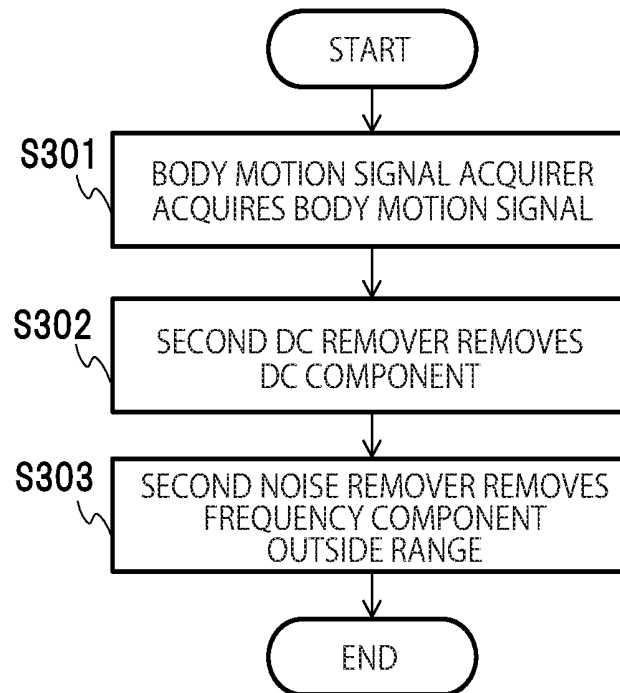 START
S301
BODY MOTION SIGNAL ACQUIRER
ACQUIRES BODY MOTION SIGNAL
S302
SECOND DC REMOVER REMOVES
DC COMPONENT
S303
SECOND NOISE REMOVER REMOVES
FREQUENCY COMPONENT
OUTSIDE RANGE
END